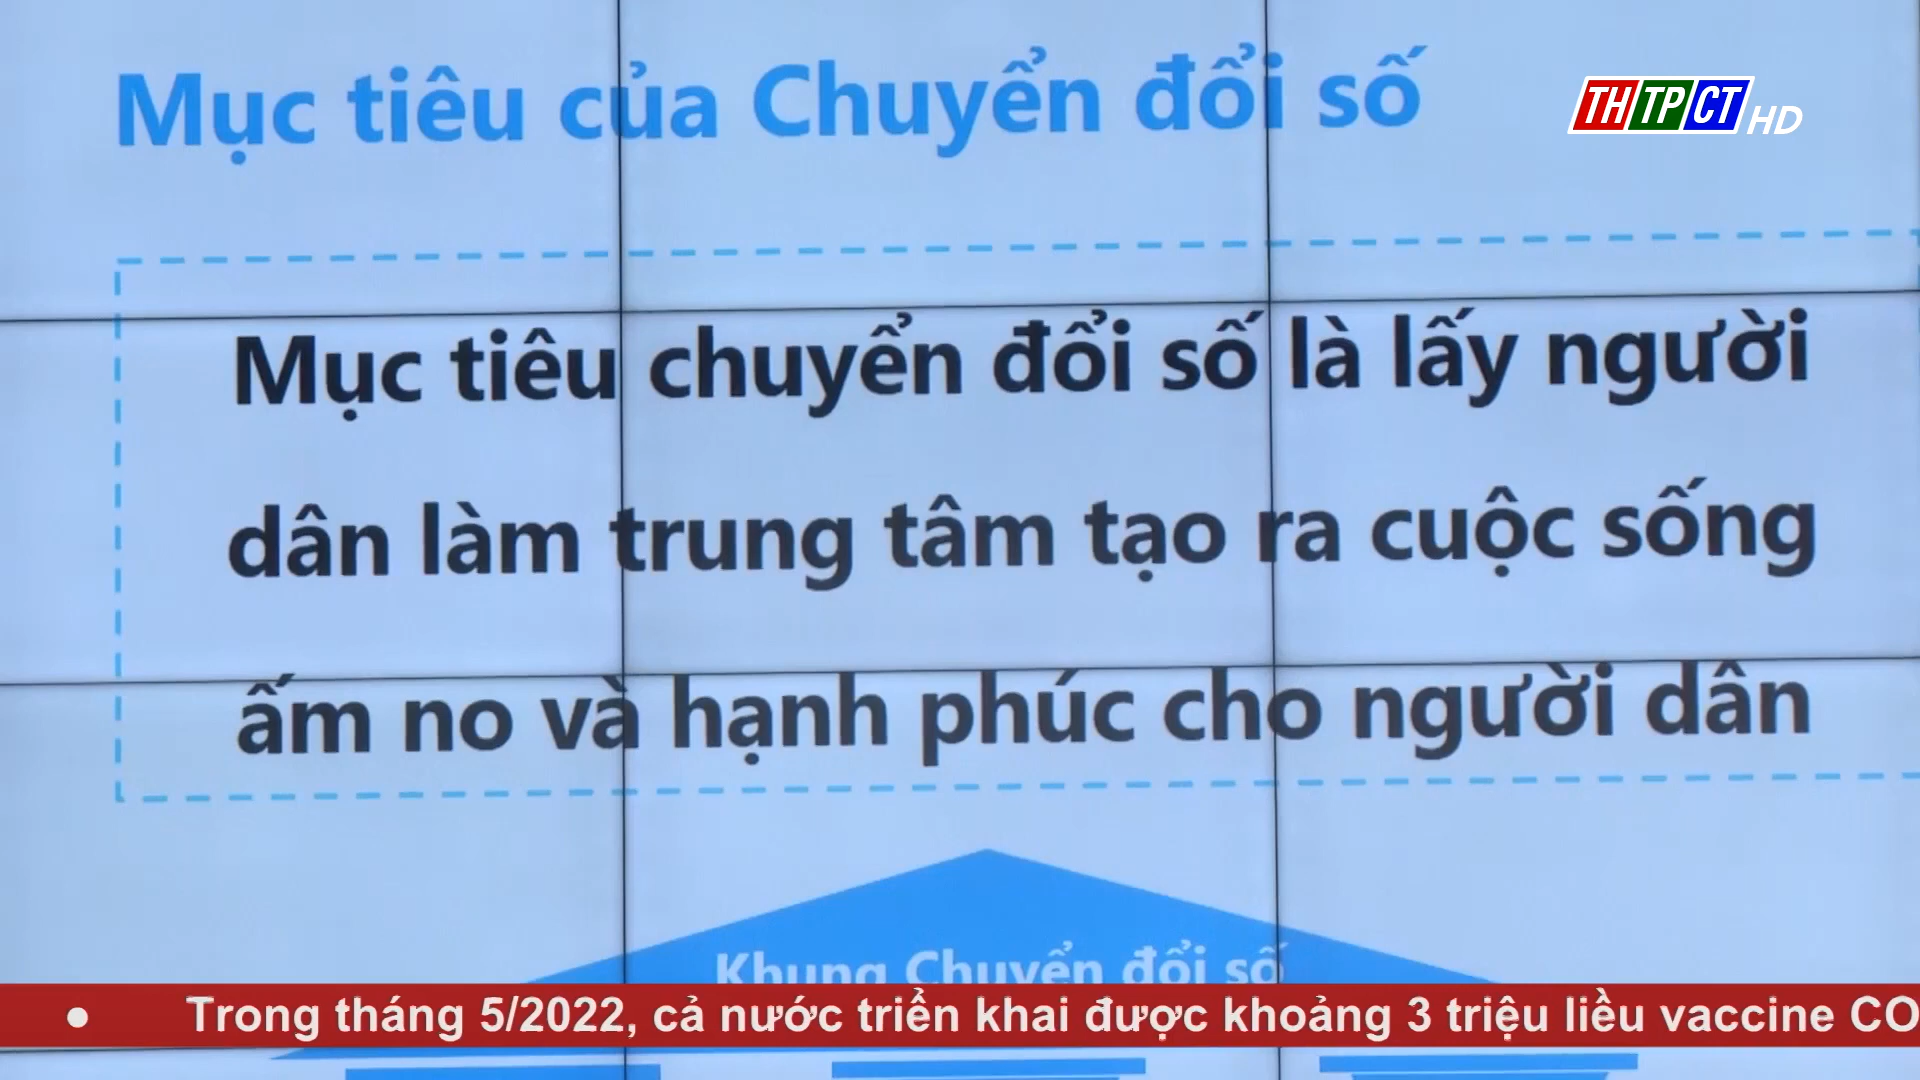 Mục tiêu của Chuyển đổi số
THTPCT HD
Mục tiêu chuyển đổi số là lấy người
dân làm trung tâm tạo ra cuộc sống
ấm no và hạnh phúc cho người dân
Khung Chuyển đổi số
Trong tháng 5/2022, cả nước triển khai được khoảng 3 triệu liều vaccine CO